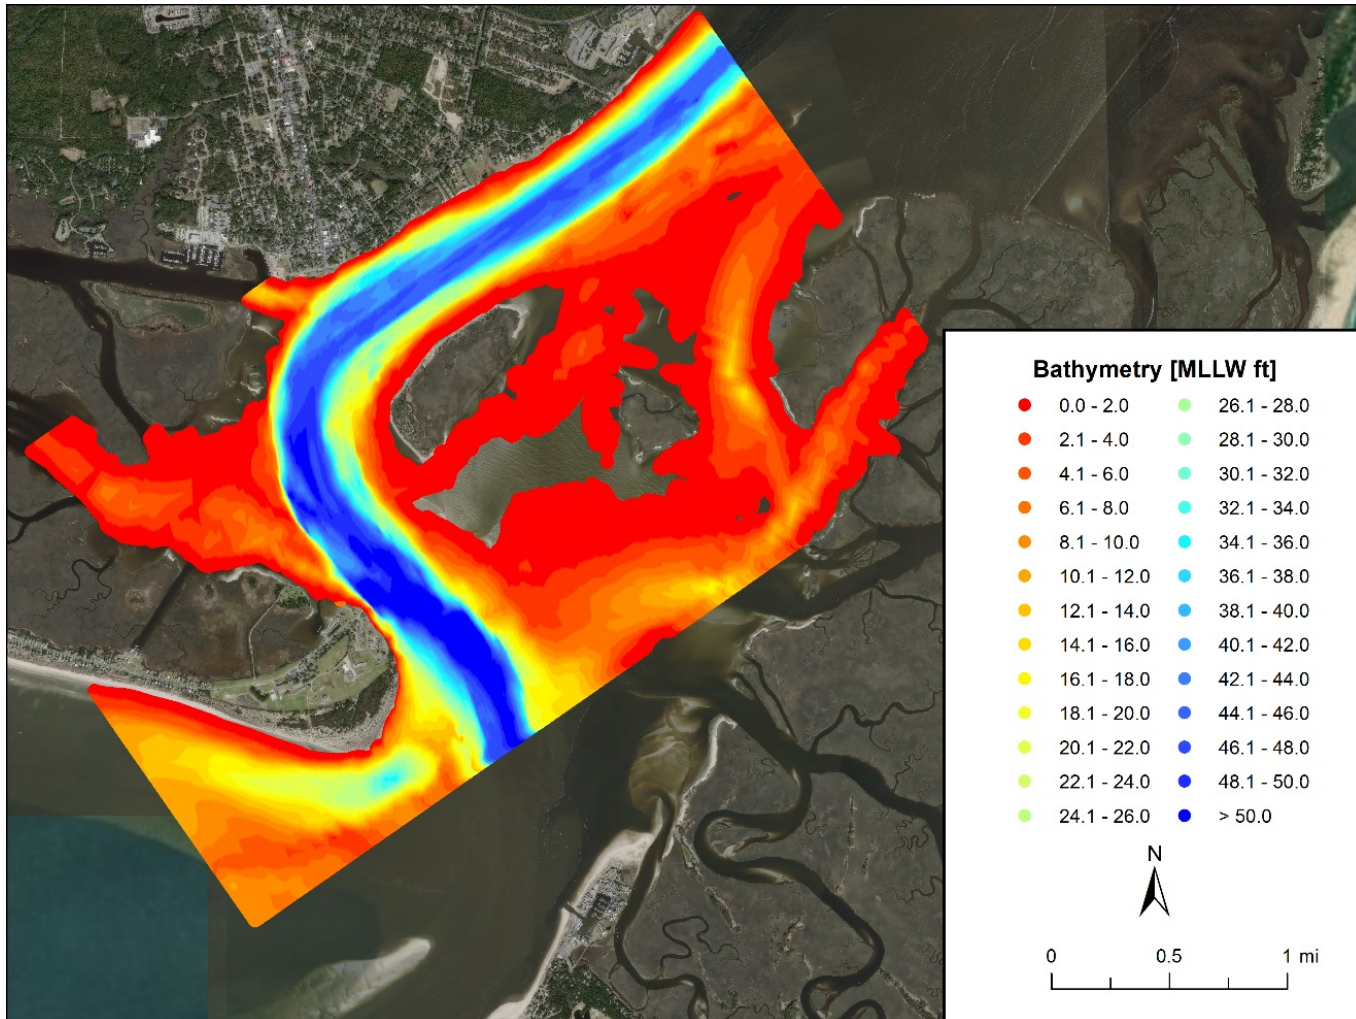 Bathymetry [MLLW ft]
0.0 - 2.0 26.1 - 28.0
2.1 - 4.0 28.1 - 30.0
4.1 - 6.0 30.1 - 32.0
6.1 - 8.0 32.1 - 34.0
8.1 - 10.0 34.1 - 36.0
10.1 - 12.0 36.1 - 38.0
12.1 - 14.0 38.1 - 40.0
14.1 - 16.0 40.1 - 42.0
16.1 - 18.0 42.1 - 44.0
18.1 - 20.0 44.1 - 46.0
20.1 - 22.0 46.1 - 48.0
22.1 - 24.0 48.1 - 50.0
24.1 - 26.0 > 50.0
N
0 0.5 1 mi